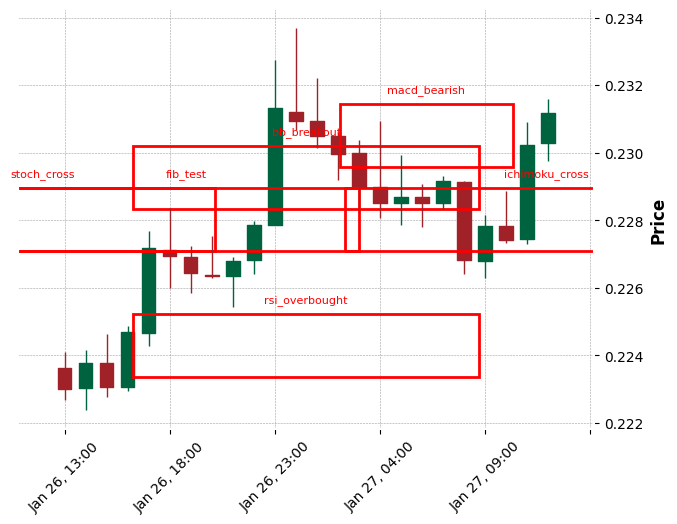 0.234
macd_bearish
0.232
bb_breakout
0.230
stoch_cross
fib_test
ichimoku_cross
0.228
Price
0.226
rsi_overbought
0.224
0.222
Jan 26, 13:00
Jan 26, 18:00
Jan 26, 23:00
Jan 27, 04:00
Jan 27, 09:00